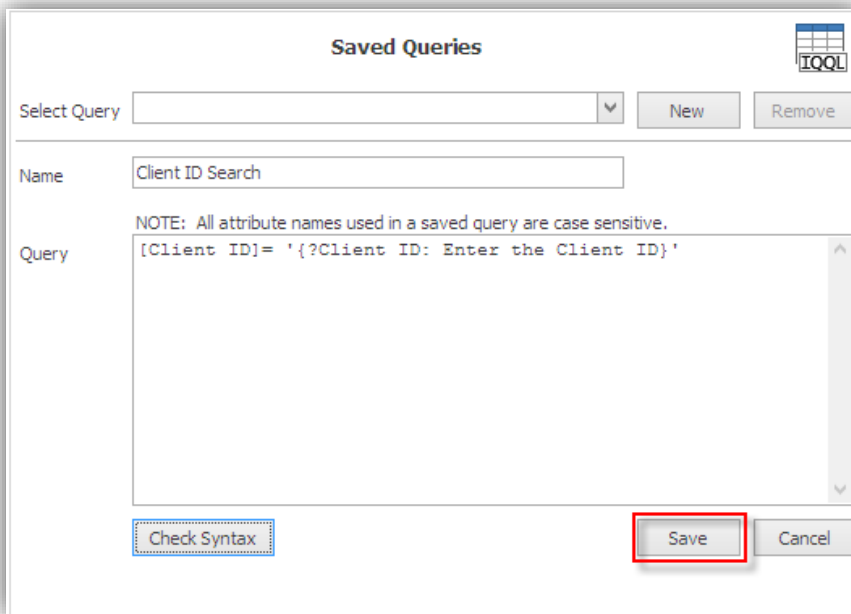 Saved Queries
IQQL
Select Query
New
Remove
Name
Client ID Search
NOTE:  All attribute names used in a saved query are case sensitive.
Query
[Client ID]= '{?Client ID: Enter the Client ID}'
Check Syntax
Save
Cancel